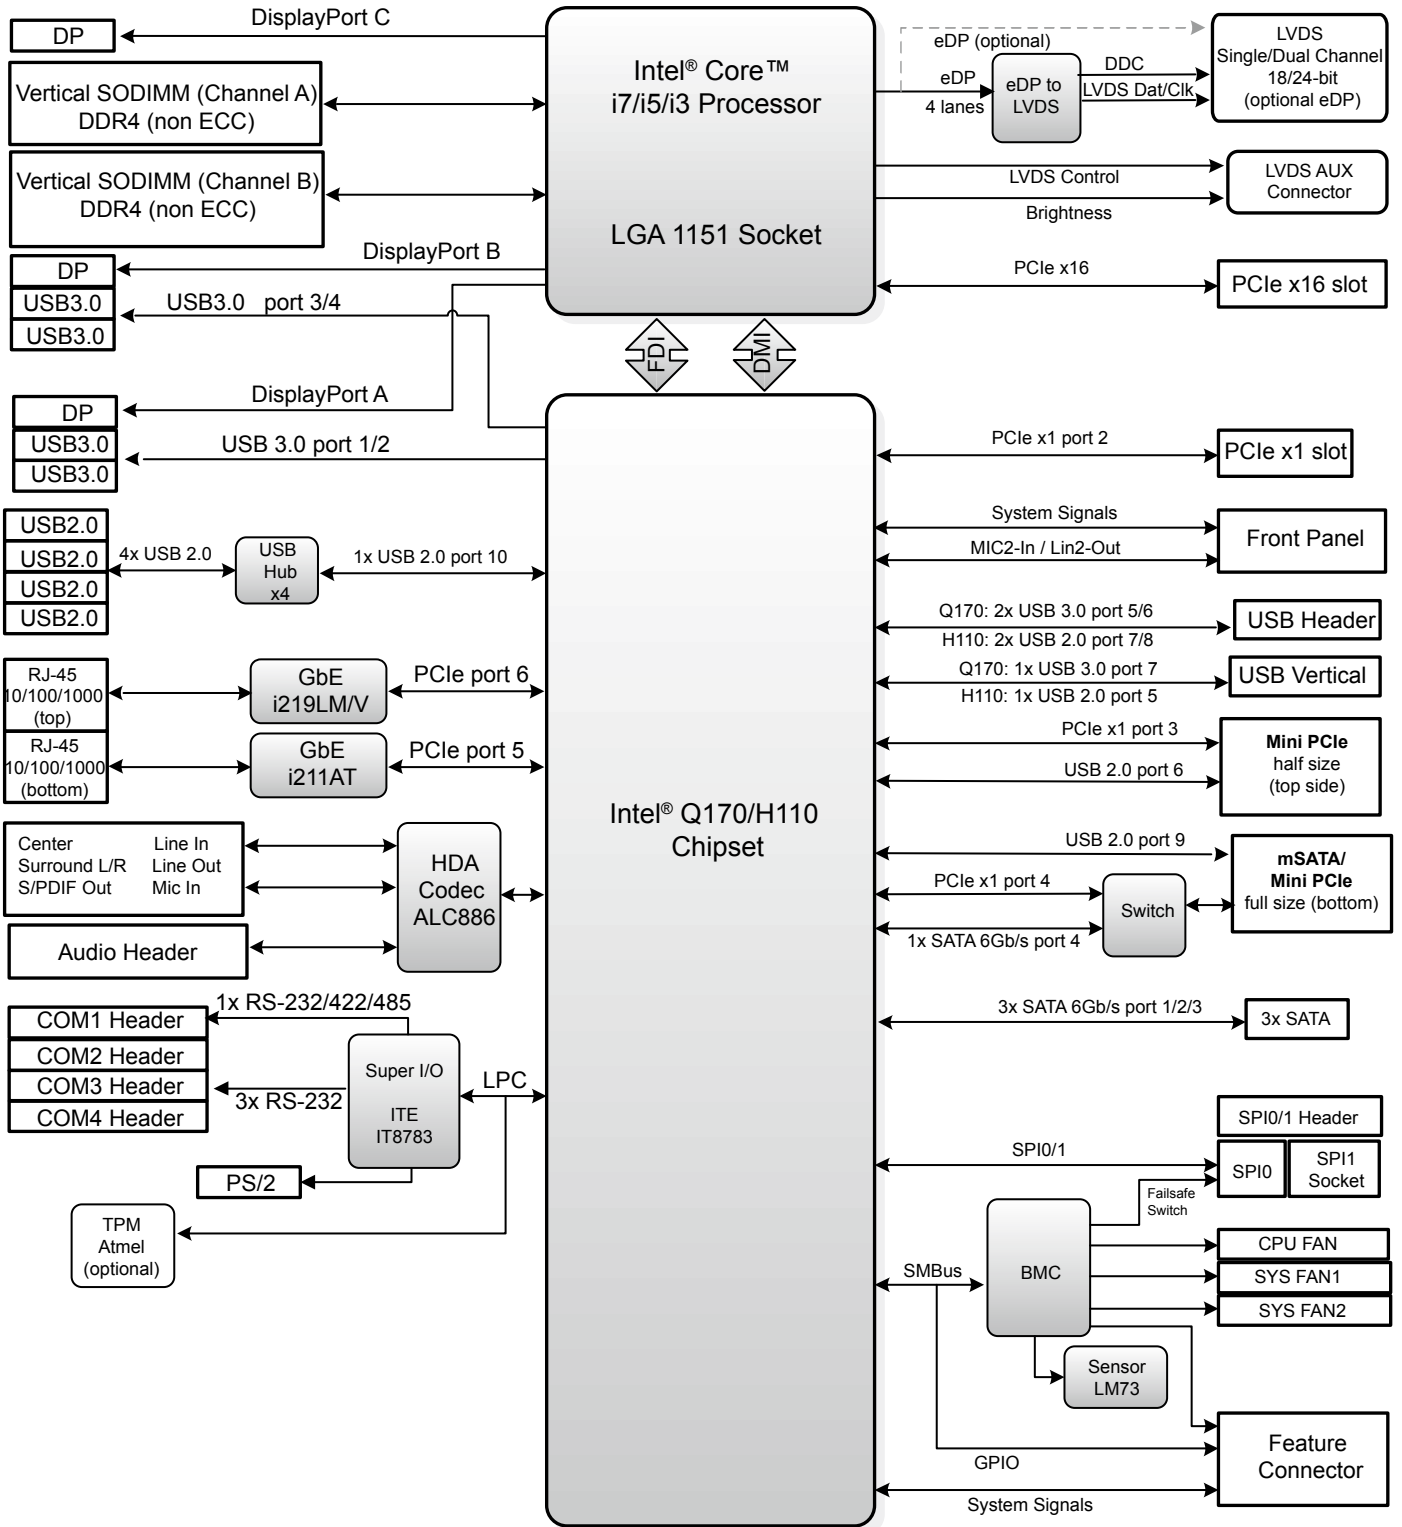 DisplayPort C
DP
Vertical SODIMM (Channel A)
DDR4 (non ECC)
Vertical SODIMM (Channel B)
DDR4 (non ECC)
DisplayPort B
DP
USB3.0
USB3.0
USB3.0 port 3/4
DisplayPort A
DP
USB3.0
USB3.0
USB 3.0 port 1/2
USB2.0
USB2.0
USB2.0
USB2.0
4x USB 2.0
USB
Hub
x4
1x USB 2.0 port 10
RJ-45
10/100/1000
(top)
GbE
i219LM/V
PCIe port 6
RJ-45
10/100/1000
(bottom)
GbE
i211AT
PCIe port 5
Center Line In
Surround L/R Line Out
S/PDIF Out Mic In
Audio Header
HDA
Codec
ALC886
1x RS-232/422/485
COM1 Header
COM2 Header
COM3 Header
COM4 Header
3x RS-232
Super I/O
ITE
IT8783
LPC
PS/2
TPM
Atmel
(optional)
Intel® Core™
i7/i5/i3 Processor
LGA 1151 Socket
FDI
DMI
Intel® Q170/H110
Chipset
eDP (optional)
eDP
4 lanes
eDP to
LVDS
DDC
LVDS Dat/Clk
LVDS
Single/Dual Channel
18/24-bit
(optional eDP)
LVDS Control
Brightness
LVDS AUX
Connector
PCIe x16
PCIe x16 slot
PCIe x1 port 2
PCIe x1 slot
System Signals
MIC2-In / Lin2-Out
Front Panel
Q170: 2x USB 3.0 port 5/6
H110: 2x USB 2.0 port 7/8
USB Header
Q170: 1x USB 3.0 port 7
H110: 1x USB 2.0 port 5
USB Vertical
PCIe x1 port 3
USB 2.0 port 6
Mini PCIe
half size
(top side)
USB 2.0 port 9
PCIe x1 port 4
1x SATA 6Gb/s port 4
Switch
mSATA/
Mini PCIe
full size (bottom)
3x SATA 6Gb/s port 1/2/3
3x SATA
SPI0/1 Header
SPI0/1
SPI0
SPI1
Socket
Failsafe
Switch
SMBus
BMC
CPU FAN
SYS FAN1
SYS FAN2
Sensor
LM73
GPIO
System Signals
Feature
Connector